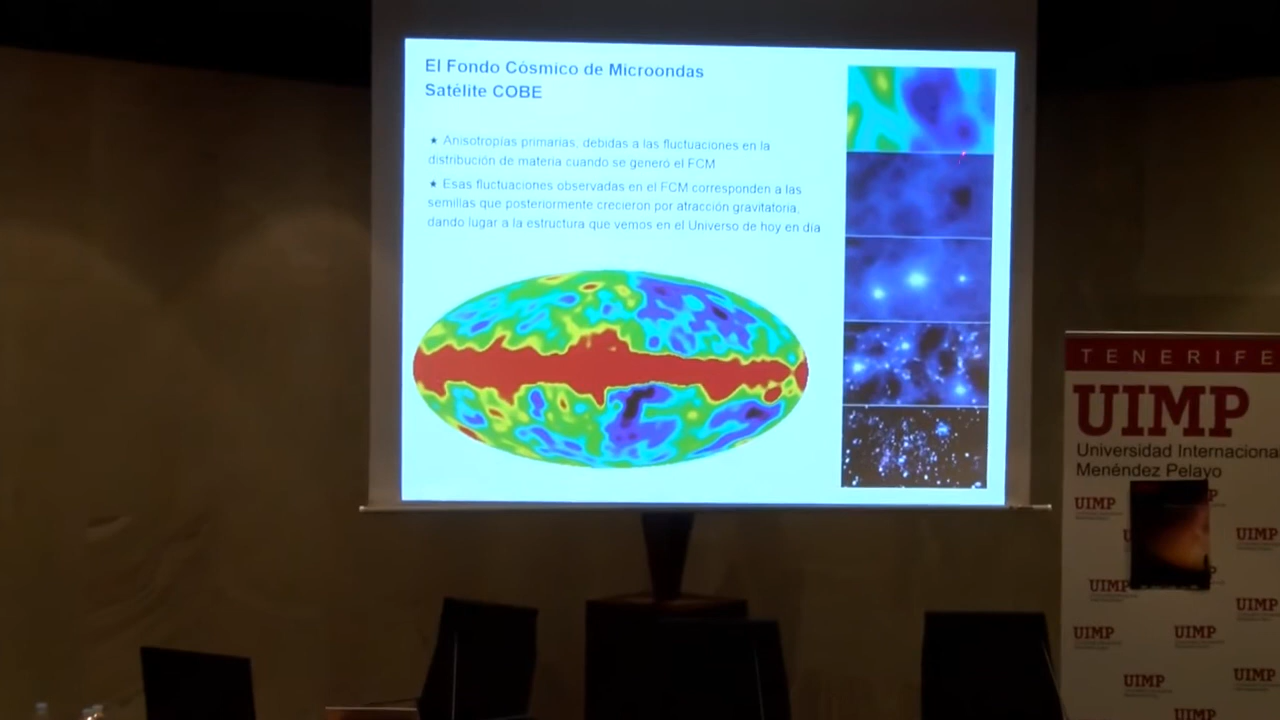 El Fondo Cósmico de Microondas
Satélite COBE
★ Anisotropías primarias, debidas a las fluctuaciones en la
distribución de materia cuando se generó el FCM
★ Esas fluctuaciones observadas en el FCM corresponden a las
semillas que posteriormente crecieron por atracción gravitatoria,
dando lugar a la estructura que vemos en el Universo de hoy en día
TENERIFE
UIMP
Universidad Internaciona
Menéndez Pelayo
UIMP
UIMP
UIMP
UIMP
UIMP
UIMP
UIMP
UIMP
UIMP